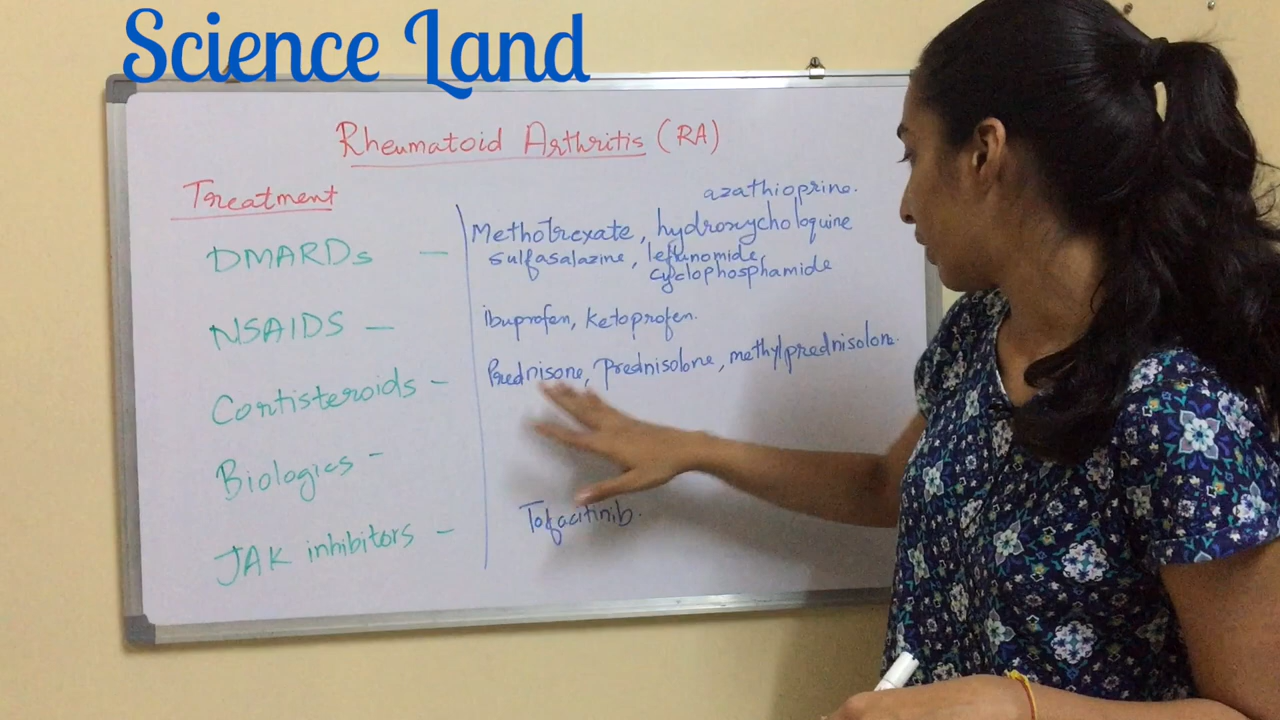 Science Land
Rheumatoid Arthritis (RA)
Treatment
azathioprine.
DMARDs — Methotrexate, hydroxycholoquine
sulfasalazine, leflunomide,
cyclophosphamide
NSAIDS — Ibuprofen, Ketoprofen.
Cortisteroids – Prednisone, Prednisolone, methylprednisolone.
Biologics –
JAK inhibitors – Tofacitinib.